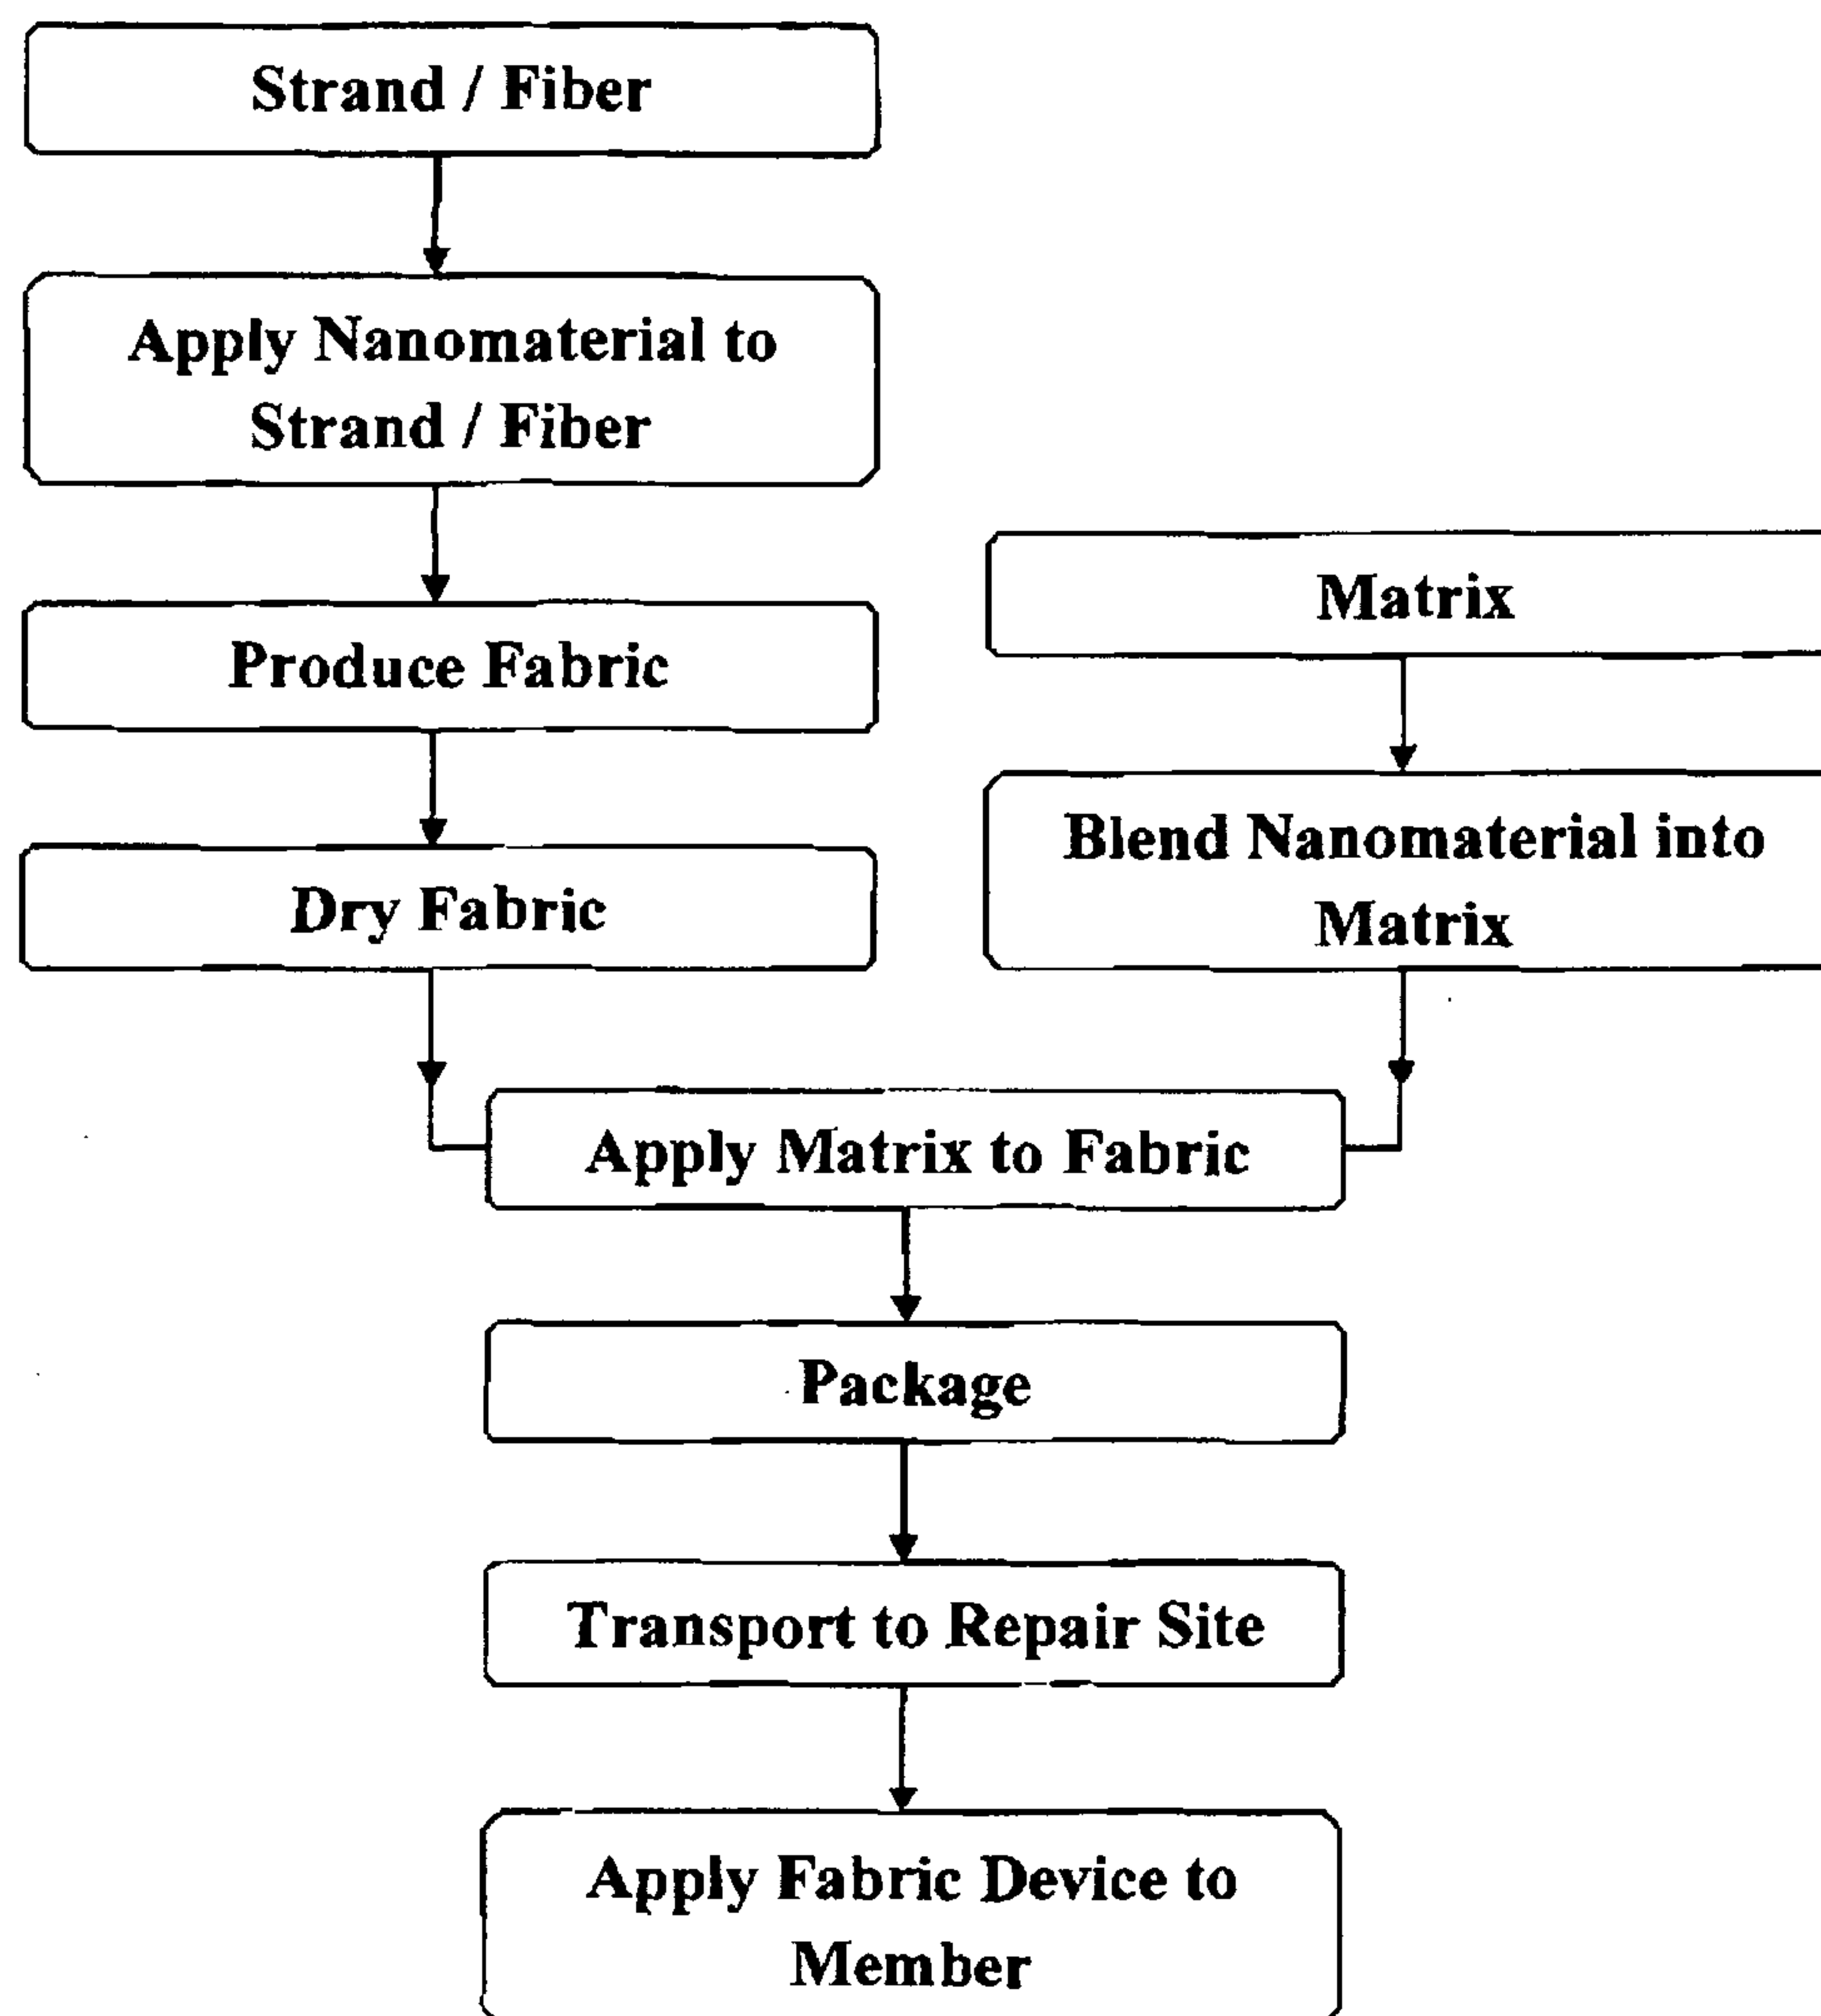 Strand / Fiber
Apply Nanomaterial to
Strand / Fiber
Produce Fabric
Dry Fabric
Matrix
Blend Nanomaterial into
Matrix
Apply Matrix to Fabric
Package
Transport to Repair Site
Apply Fabric Device to
Member